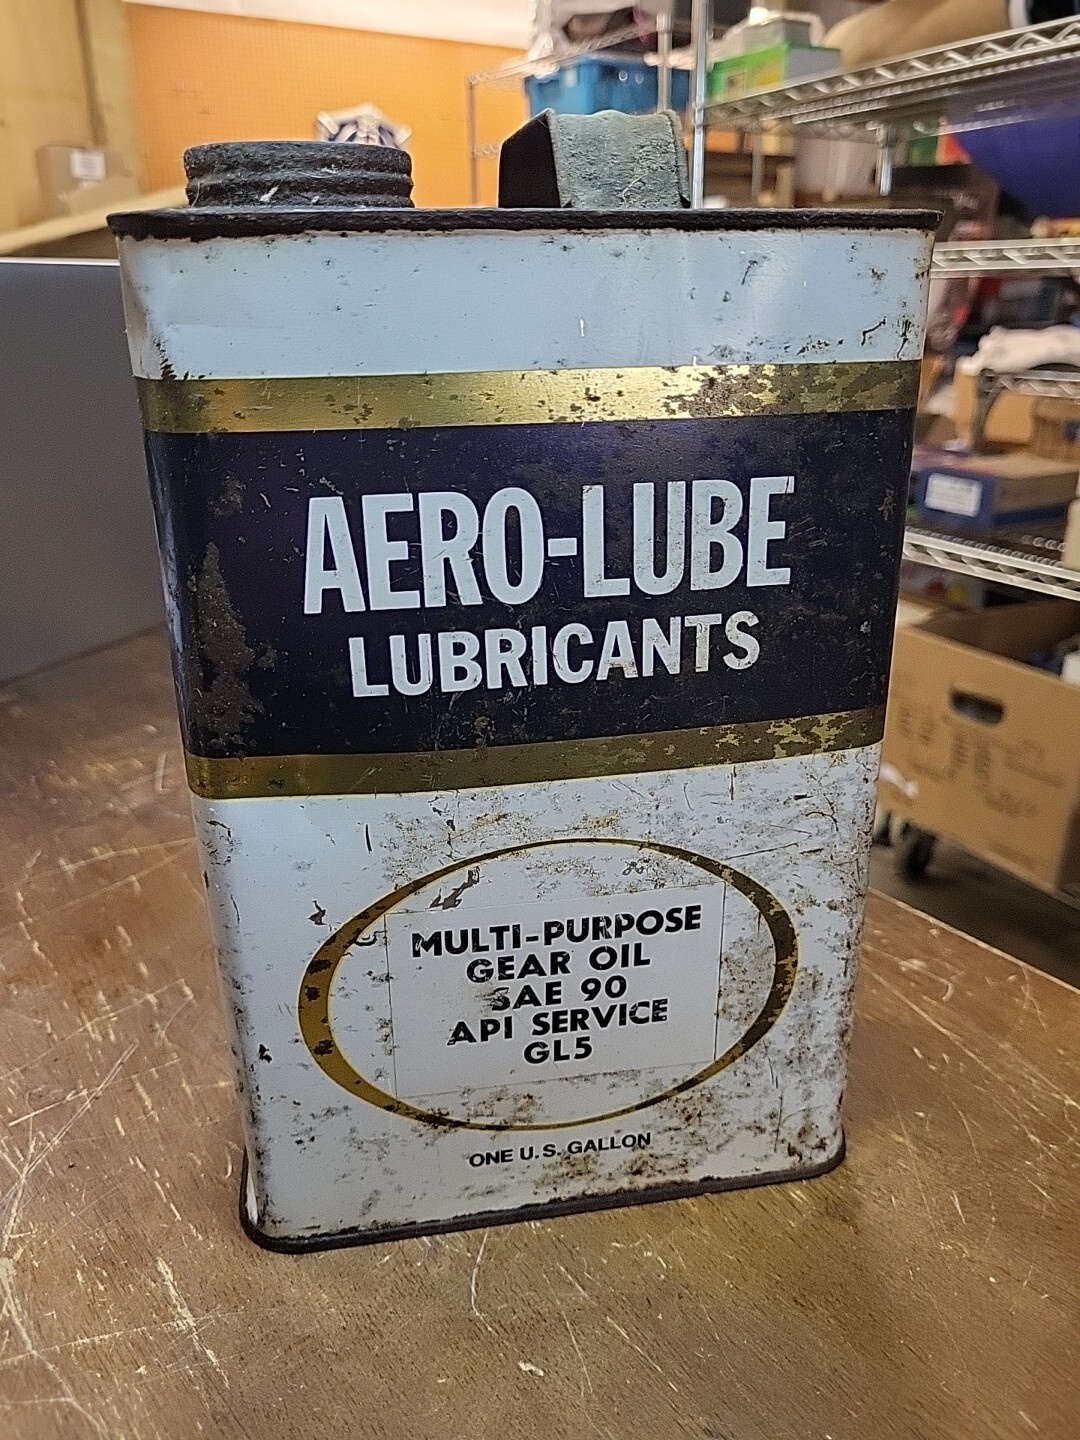 AERO-LUBE
LUBRICANTS
MULTI-PURPOSE
GEAR OIL
SAE 90
API SERVICE
GL5
ONE U.S. GALLON